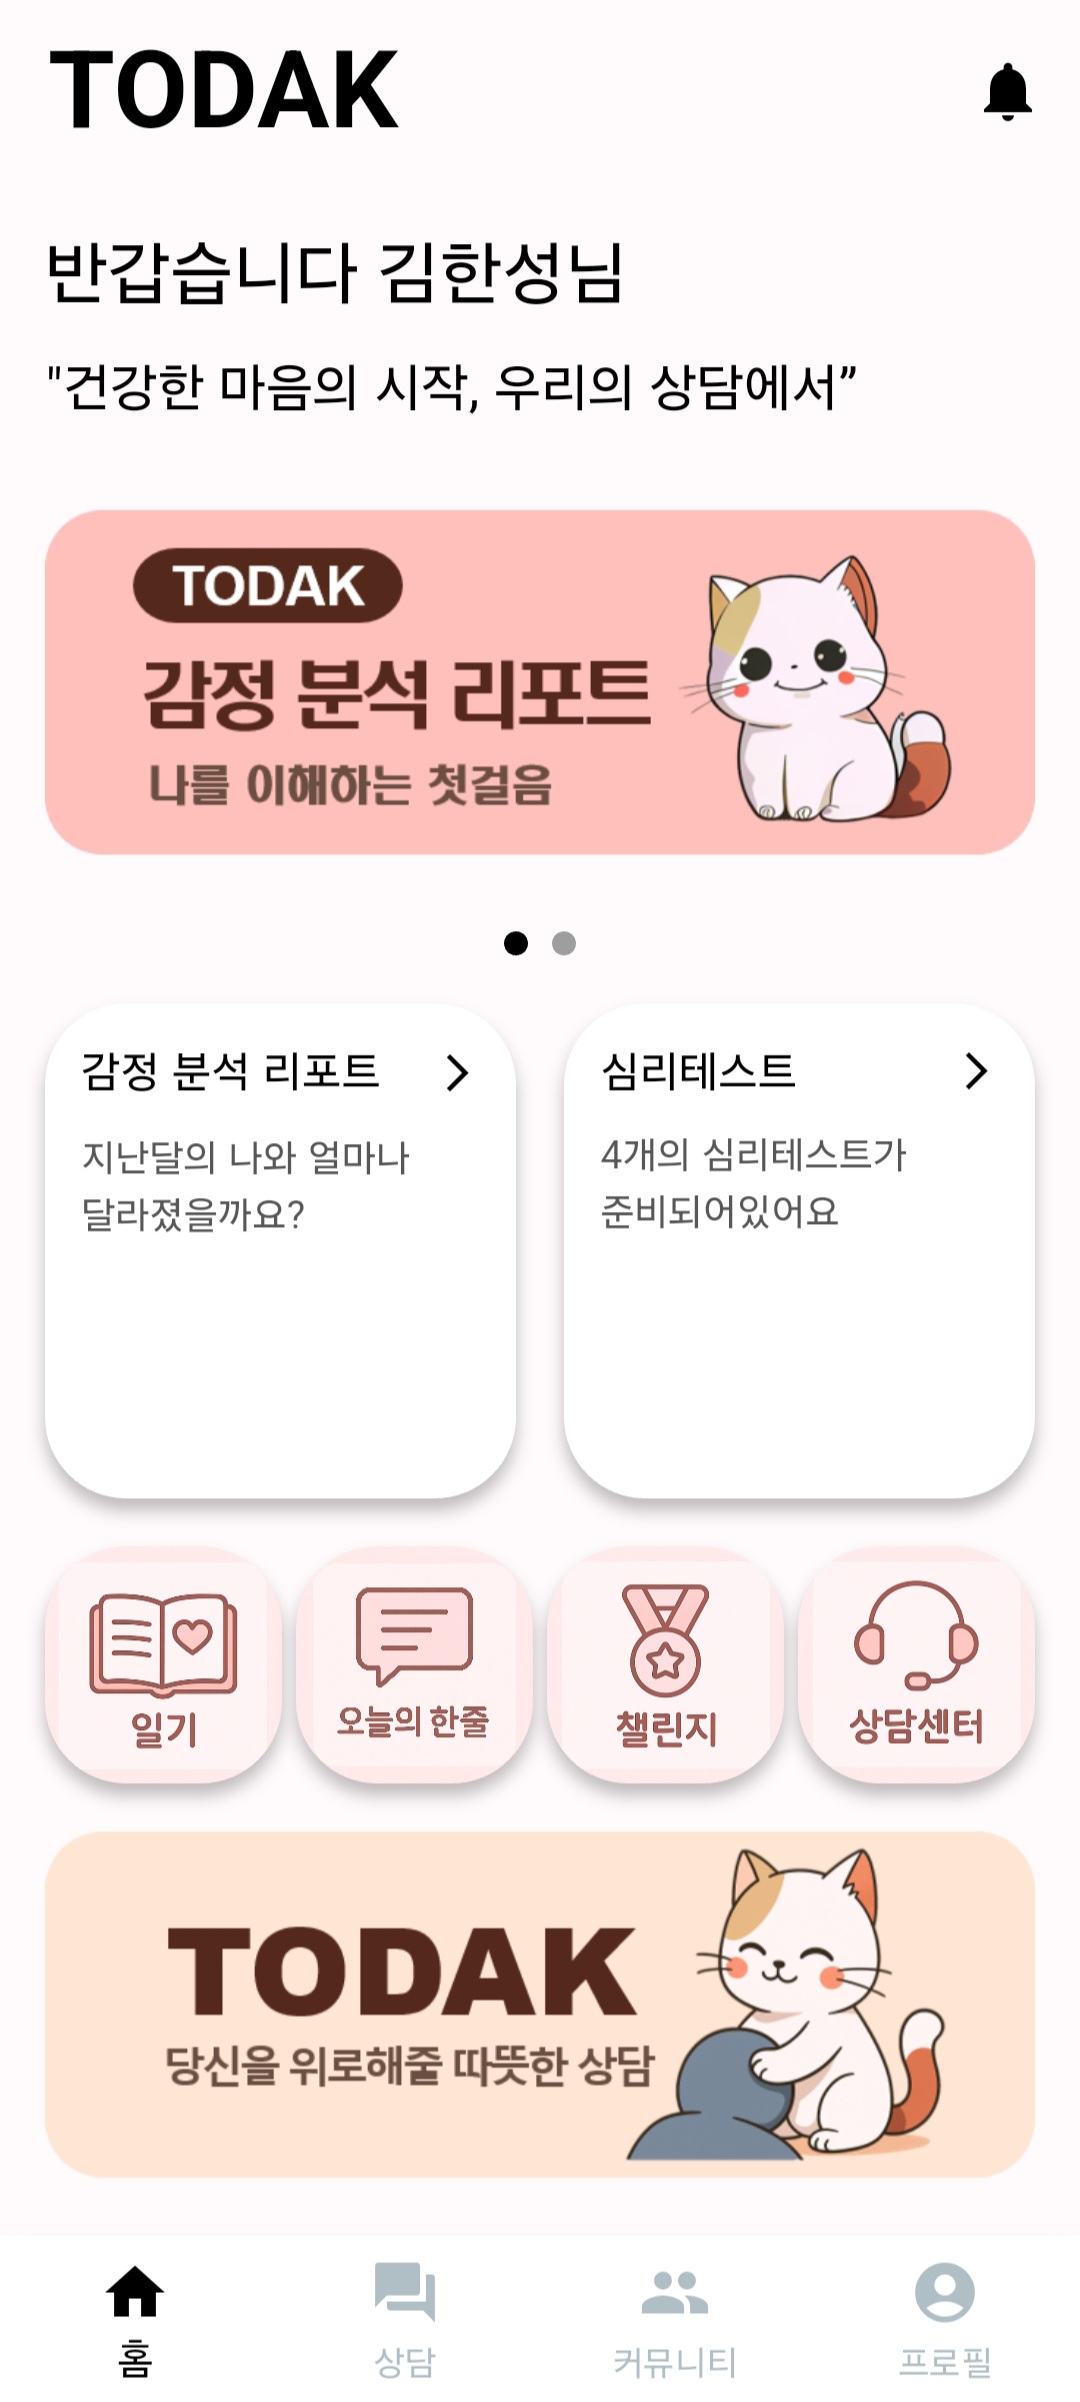 TODAK
반갑습니다 김한성님
"건강한 마음의 시작, 우리의 상담에서”
TODAK
감정 분석 리포트
나를 이해하는 첫걸음
감정 분석 리포트
지난달의 나와 얼마나
달라졌을까요?
심리테스트
4개의 심리테스트가
준비되어있어요
일기
오늘의 한줄
챌린지
상담센터
TODAK
당신을 위로해줄 따뜻한 상담
홈
상담
커뮤니티
프로필